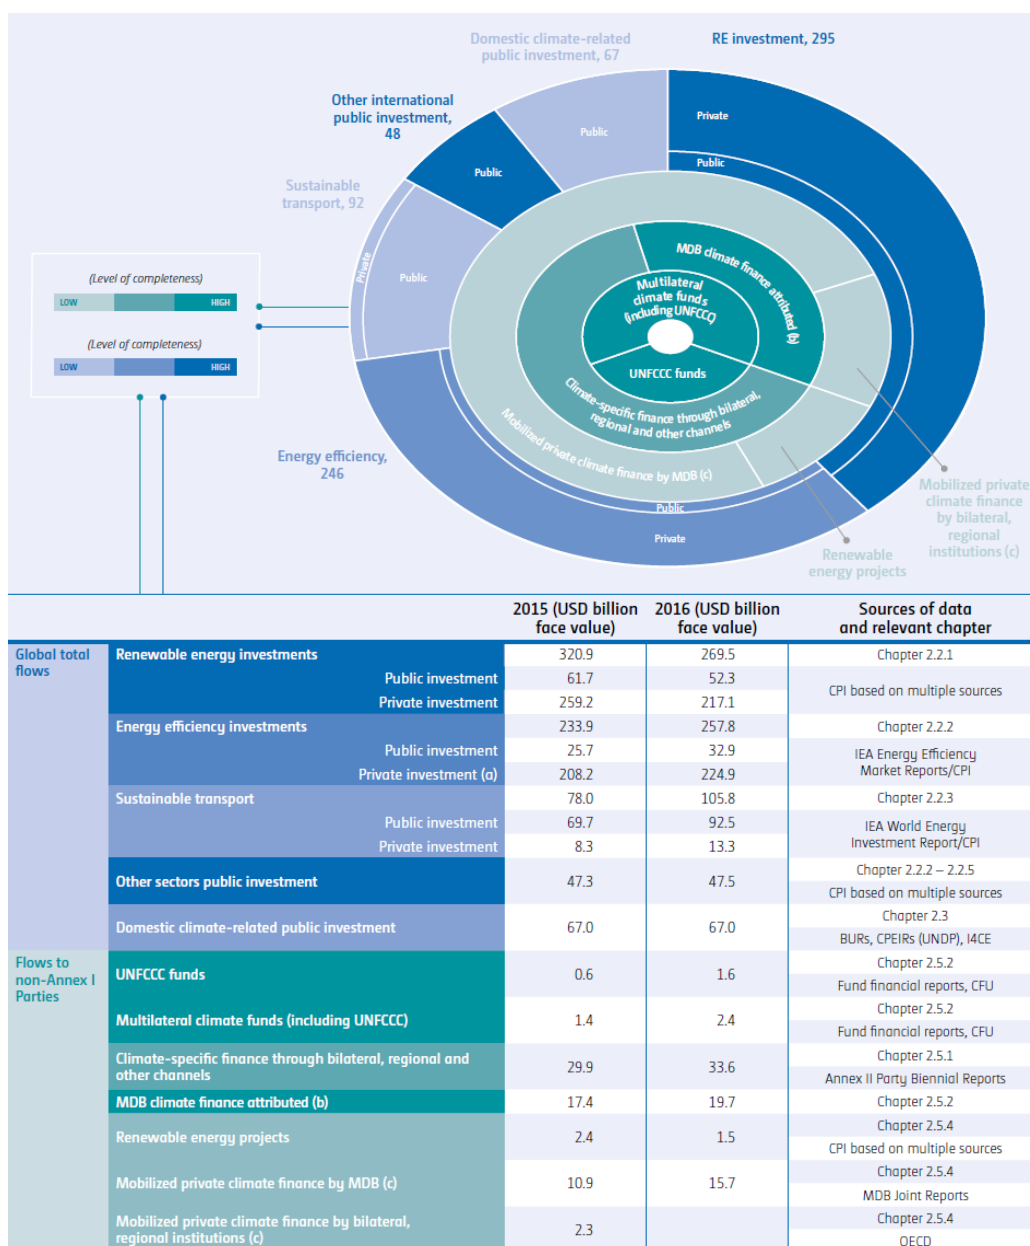 Domestic climate-related
public investment, 67
RE investment, 295
Other international
public investment,
48
Sustainable
transport, 92
Energy efficiency,
246
Private
Public
Public
Public
Public
Private
Public
Private
MDB climate finance attributed (b)
Multilateral
climate funds
(including UNFCCC)
UNFCCC funds
Climate-specific finance through bilateral,
regional and other channels
Mobilized private climate finance by MDB (c)
Mobilized private
climate finance
by bilateral,
regional
institutions (c)
Renewable
energy projects
(Level of completeness)
LOW HIGH
(Level of completeness)
LOW HIGH
2015 (USD billion
face value)
2016 (USD billion
face value)
Sources of data
and relevant chapter
Global total
flows
Renewable energy investments 320.9 269.5 Chapter 2.2.1
Public investment 61.7 52.3
CPI based on multiple sources
Private investment 259.2 217.1
Energy efficiency investments 233.9 257.8 Chapter 2.2.2
Public investment 25.7 32.9
IEA Energy Efficiency
Market Reports/CPI
Private investment (a) 208.2 224.9
Sustainable transport 78.0 105.8 Chapter 2.2.3
Public investment 69.7 92.5
IEA World Energy
Investment Report/CPI
Private investment 8.3 13.3
Other sectors public investment 47.3 47.5
Chapter 2.2.2 – 2.2.5
CPI based on multiple sources
Domestic climate-related public investment 67.0 67.0
Chapter 2.3
BURs, CPEIRs (UNDP), I4CE
Flows to
non-Annex I
Parties
UNFCCC funds 0.6 1.6
Chapter 2.5.2
Fund financial reports, CFU
Multilateral climate funds (including UNFCCC) 1.4 2.4
Chapter 2.5.2
Fund financial reports, CFU
Climate-specific finance through bilateral, regional and
other channels 29.9 33.6
Chapter 2.5.1
Annex II Party Biennial Reports
MDB climate finance attributed (b) 17.4 19.7 Chapter 2.5.2
Renewable energy projects 2.4 1.5
Chapter 2.5.4
CPI based on multiple sources
Mobilized private climate finance by MDB (c) 10.9 15.7
Chapter 2.5.4
MDB Joint Reports
Mobilized private climate finance by bilateral,
regional institutions (c) 2.3
Chapter 2.5.4
OECD